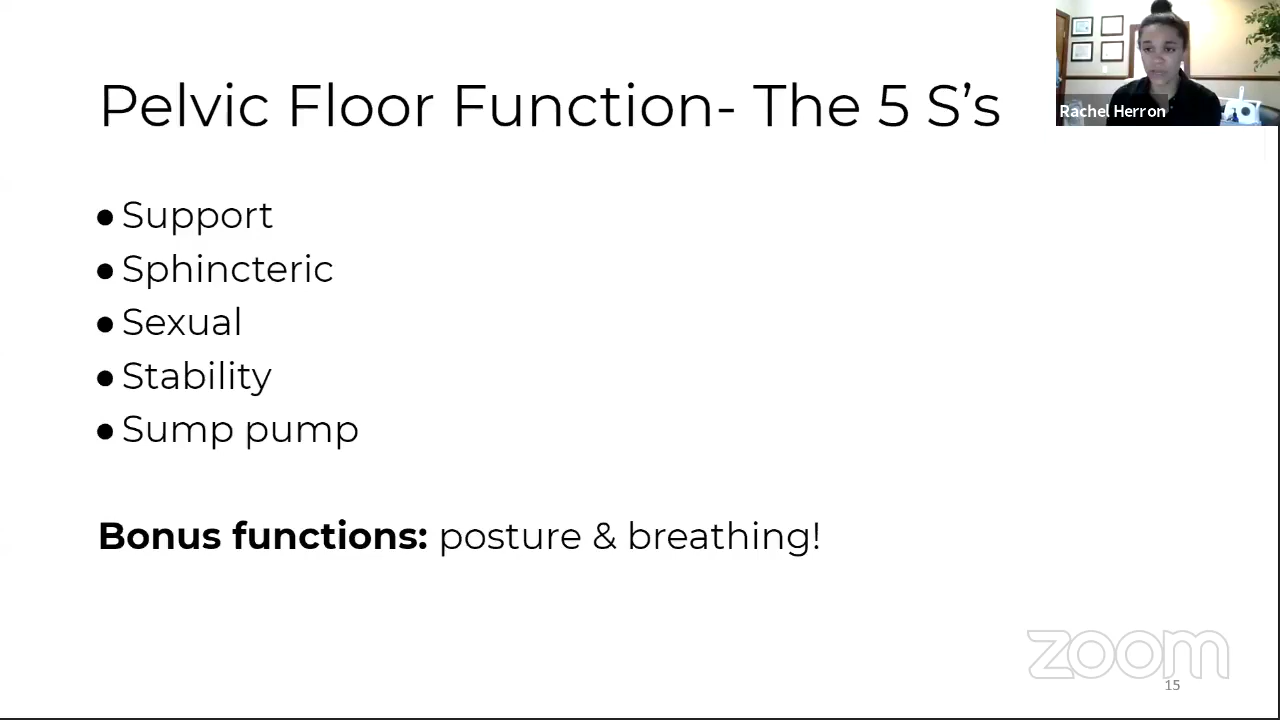 Pelvic Floor Function- The 5 S’s
Rachel Herron
● Support
● Sphincteric
● Sexual
● Stability
● Sump pump
Bonus functions: posture & breathing!
zoom
15